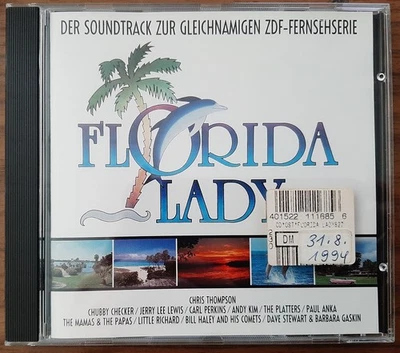 DER SOUNDTRACK ZUR GLEICHNAMIGEN ZDF-FERNSEHSERIE
FLORIDA
LADY
401522 111685 6
DM
31.8.
1994
CHRIS THOMPSON
CHUBBY CHECKER / JERRY LEE LEWIS / CARL PERKINS / ANDY KIM / THE PLATTERS / PAUL ANKA
THE MAMAS & THE PAPAS / LITTLE RICHARD / BILL HALEY AND HIS COMETS / DAVE STEWART & BARBARA GASKIN